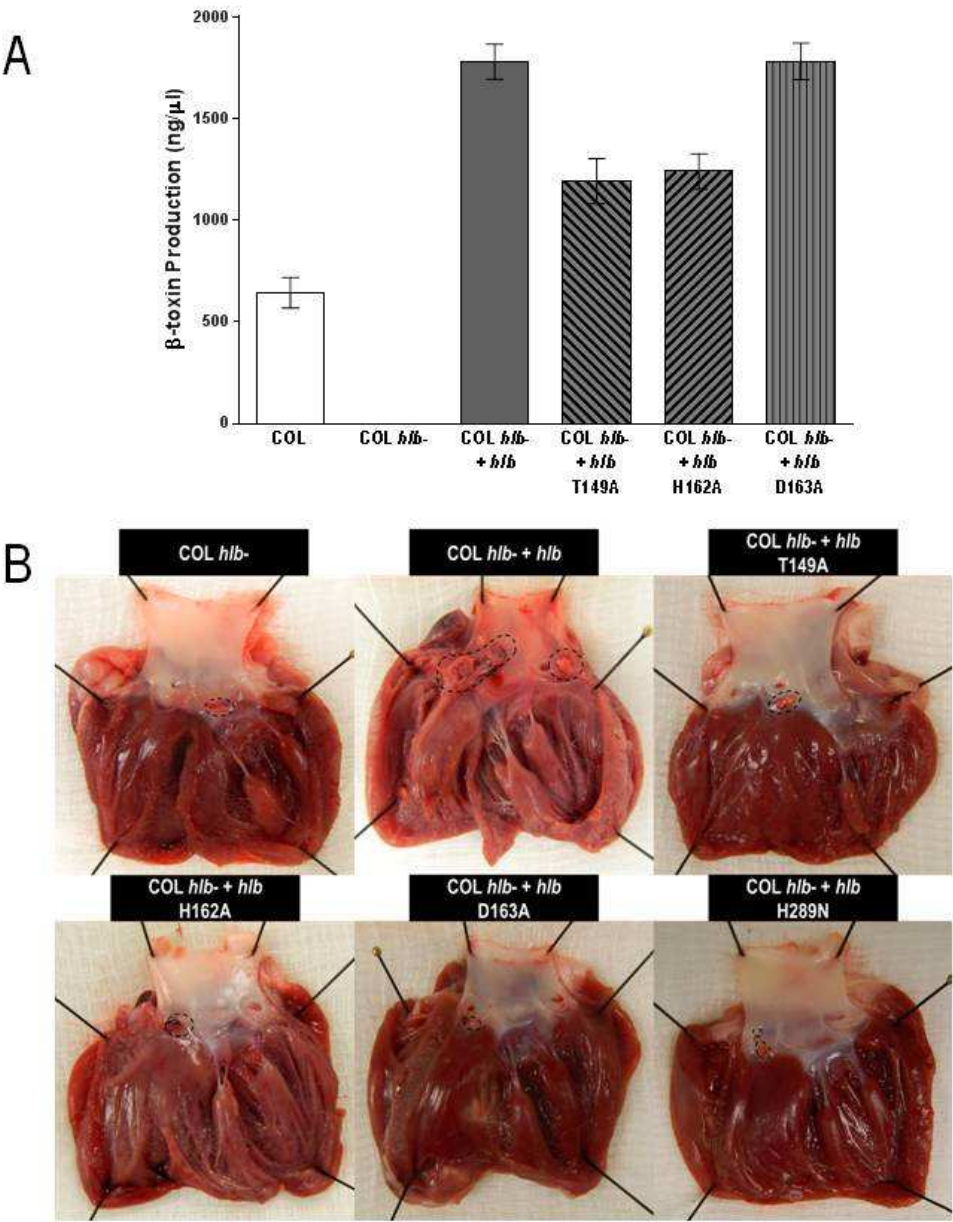 A
β-toxin Production (ng/µl)
2000
1500
1000
500
0
COL
COL hlb-
COL hlb-
+ hlb
COL hlb-
+ hlb
T149A
COL hlb-
+ hlb
H162A
COL hlb-
+ hlb
D163A
B
COL hlb-
COL hlb- + hlb
COL hlb- + hlb
T149A
COL hlb- + hlb
H162A
COL hlb- + hlb
D163A
COL hlb- + hlb
H289N